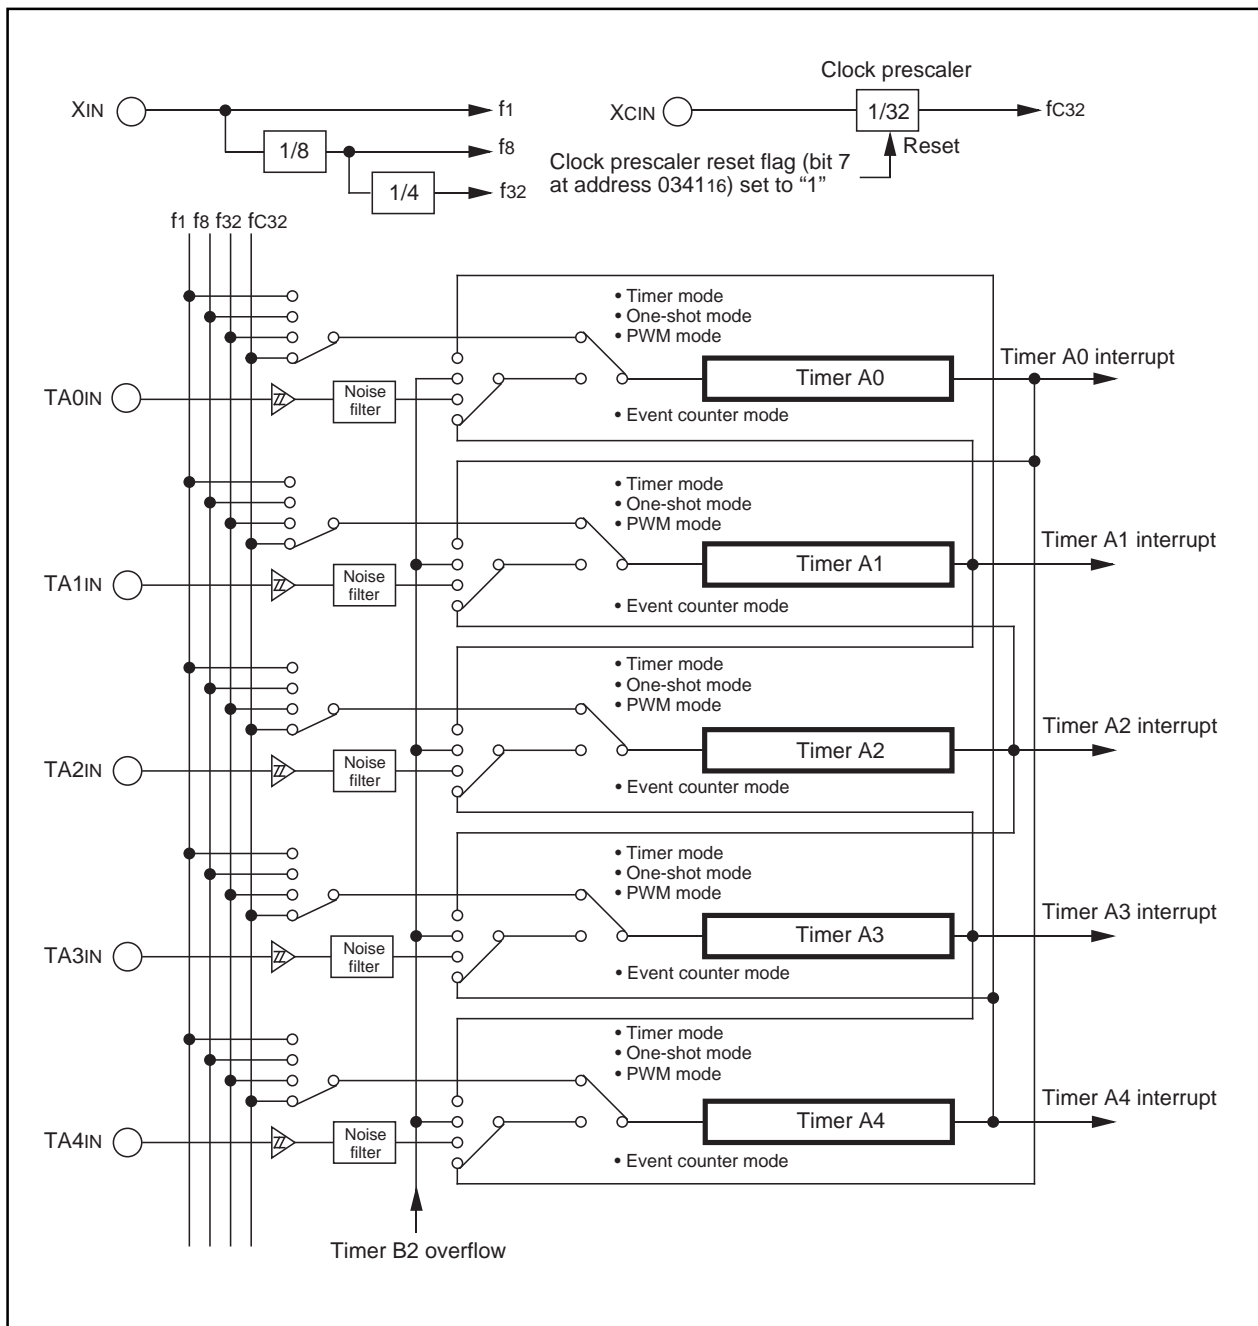 Clock prescaler
XIN
f1
XCIN
1/32
fC32
1/8
f8
Reset
Clock prescaler reset flag (bit 7
at address 034116) set to “1”
1/4
f32
f1 f8 f32 fC32
• Timer mode
• One-shot mode
• PWM mode
Timer A0 interrupt
Timer A0
TA0IN
Noise
filter
• Event counter mode
• Timer mode
• One-shot mode
• PWM mode
Timer A1 interrupt
Timer A1
TA1IN
Noise
filter
• Event counter mode
• Timer mode
• One-shot mode
• PWM mode
Timer A2 interrupt
Timer A2
TA2IN
Noise
filter
• Event counter mode
• Timer mode
• One-shot mode
• PWM mode
Timer A3 interrupt
Timer A3
TA3IN
Noise
filter
• Event counter mode
• Timer mode
• One-shot mode
• PWM mode
Timer A4 interrupt
Timer A4
TA4IN
Noise
filter
• Event counter mode
Timer B2 overflow